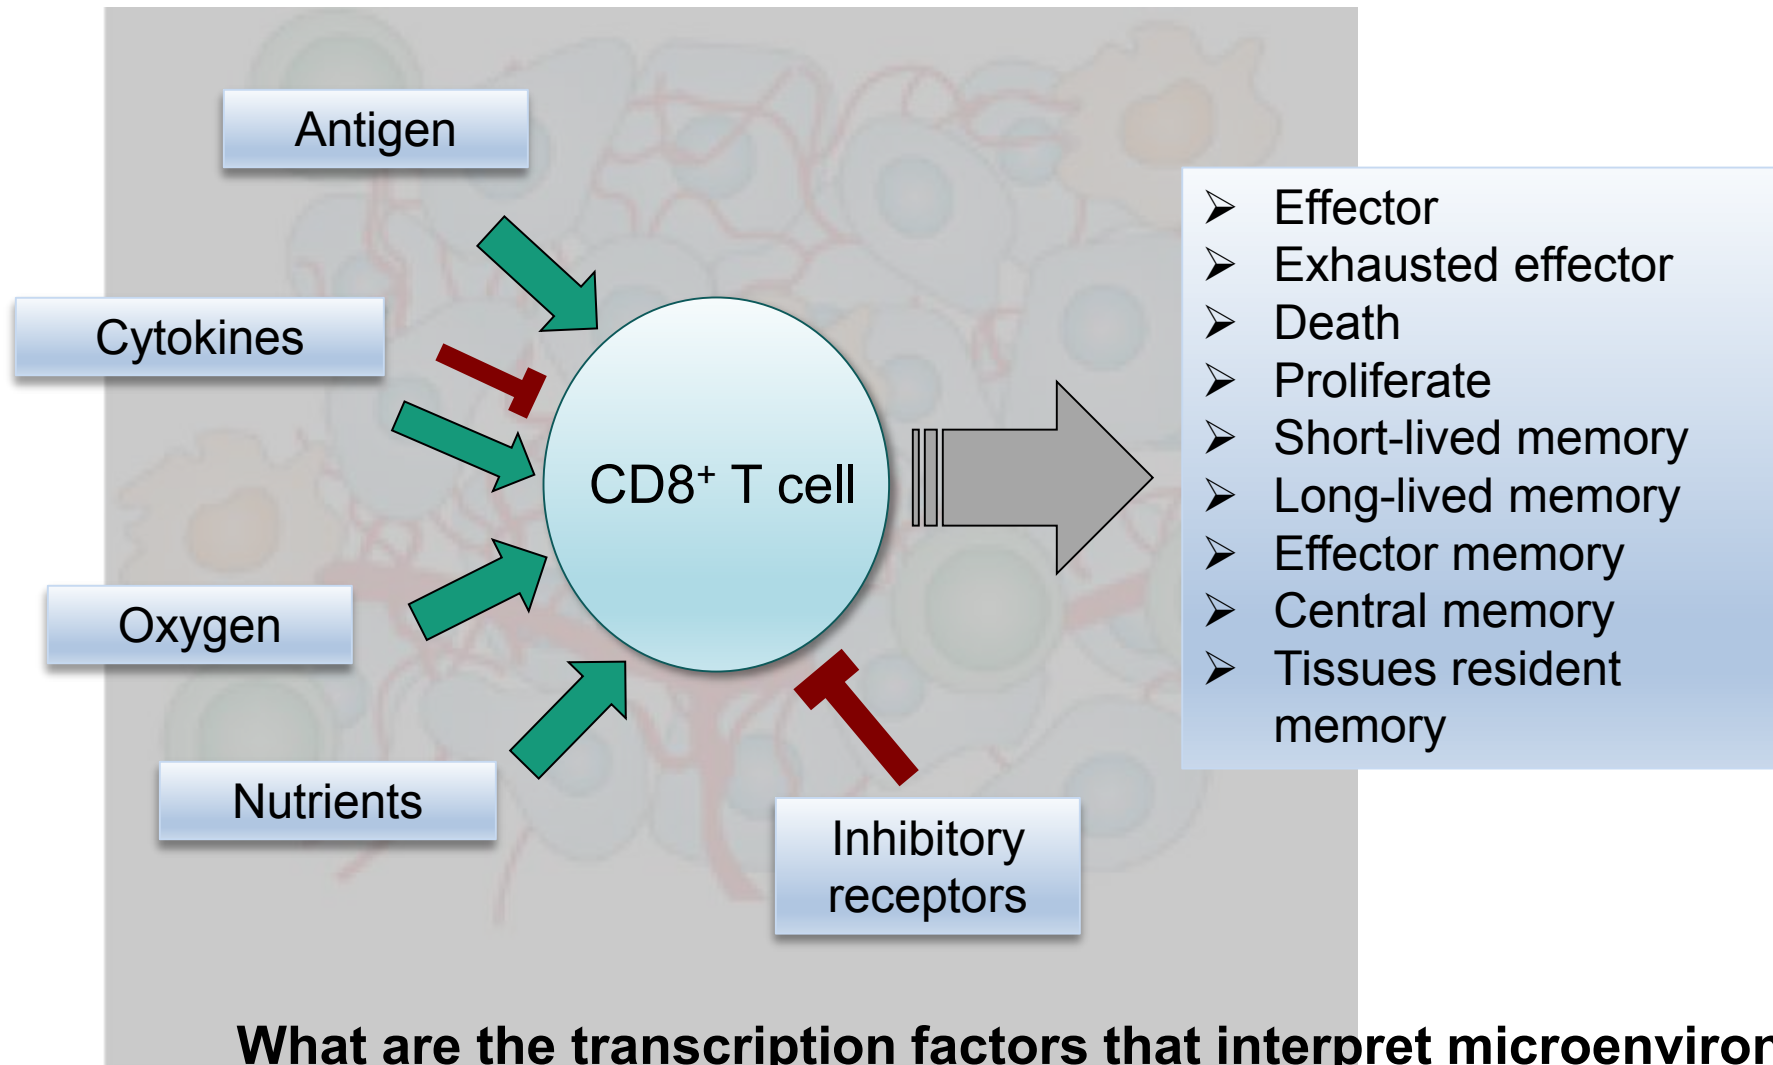 Antigen
Cytokines
Oxygen
Nutrients
CD8⁺ T cell
Inhibitory
receptors
➢ Effector
➢ Exhausted effector
➢ Death
➢ Proliferate
➢ Short-lived memory
➢ Long-lived memory
➢ Effector memory
➢ Central memory
➢ Tissues resident
memory
What are the transcription factors that interpret